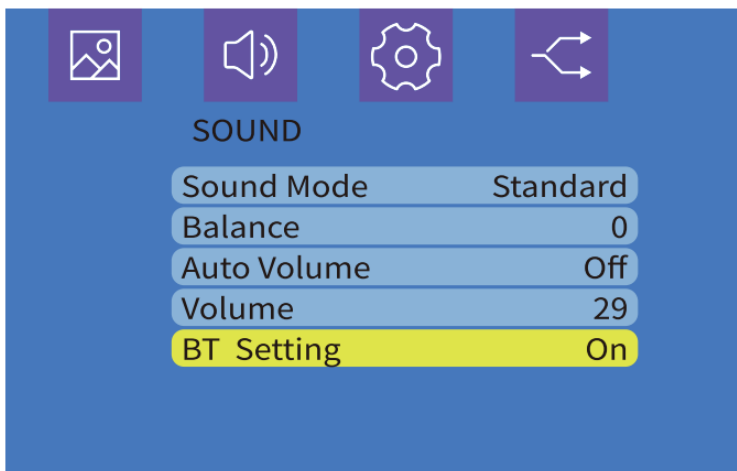 SOUND
Sound Mode Standard
Balance 0
Auto Volume Off
Volume 29
BT Setting On